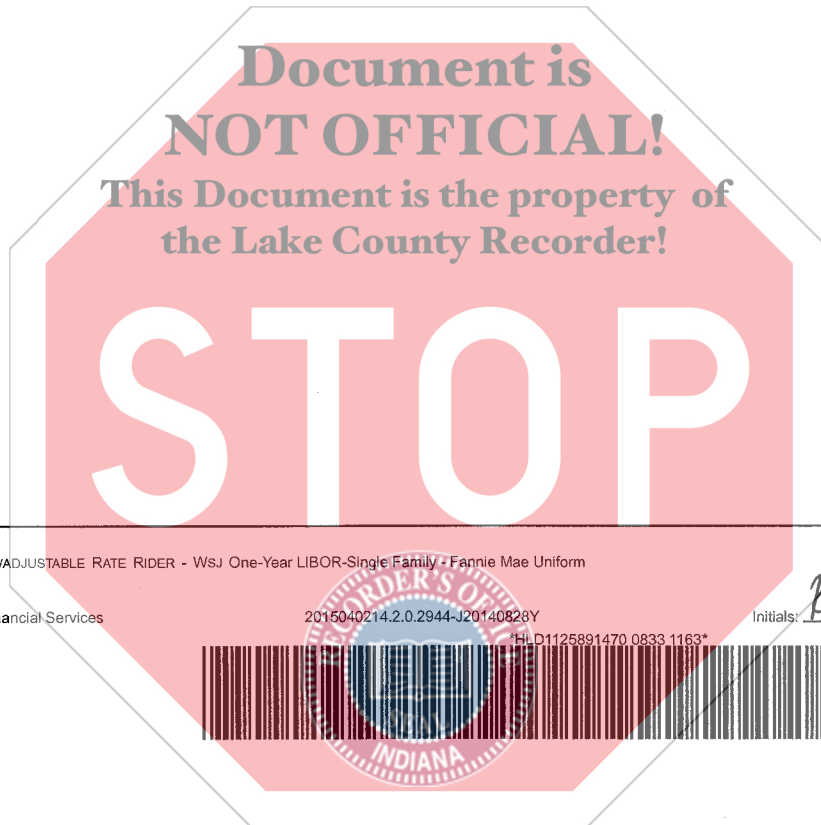 Document is
NOT OFFICIAL!
This Document is the property of
the Lake County Recorder!
STOP
/ADJUSTABLE RATE RIDER - WSJ One-Year LIBOR-Single Family - Fannie Mae Uniform
ancial Services 2015040214.2.0.2944-J20140828Y Initials:
*HLD1125891470 0833 1163*
RECORDER'S OFFICE
SEAL
INDIANA